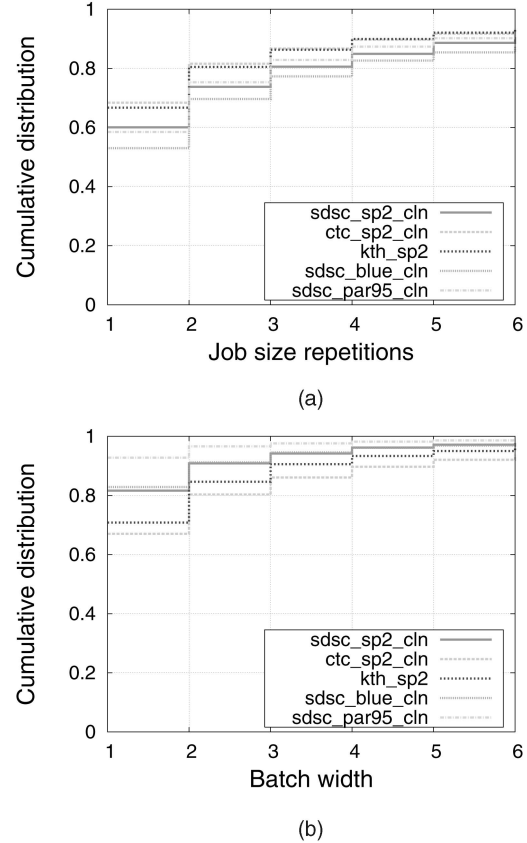 1
0.8
0.6
0.4
0.2
0
Cumulative distribution
sdsc_sp2_cln
ctc_sp2_cln
kth_sp2
sdsc_blue_cln
sdsc_par95_cln
1 2 3 4 5 6
Job size repetitions
(a)
1
0.8
0.6
0.4
0.2
0
Cumulative distribution
sdsc_sp2_cln
ctc_sp2_cln
kth_sp2
sdsc_blue_cln
sdsc_par95_cln
1 2 3 4 5 6
Batch width
(b)